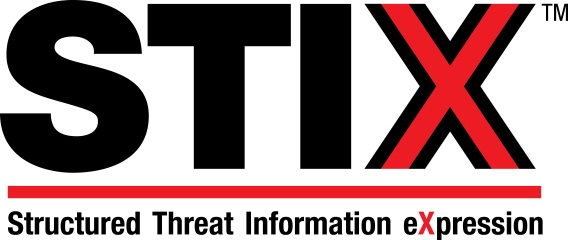 STIX™
Structured Threat Information eXpression